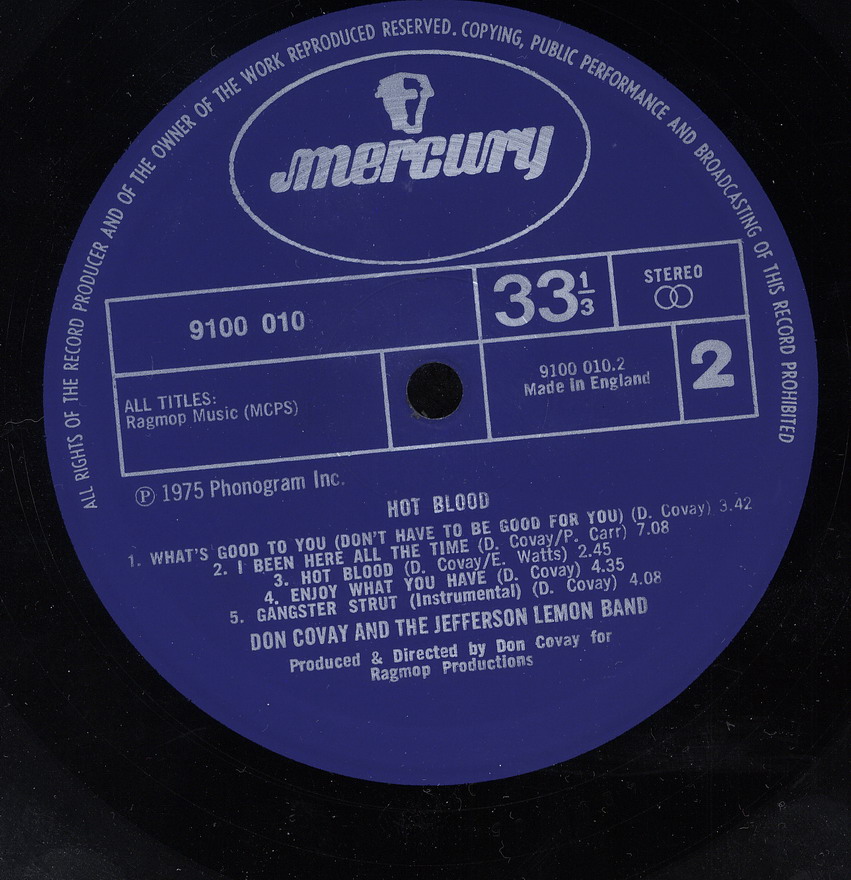 ALL RIGHTS OF THE RECORD PRODUCER AND OF THE OWNER OF THE WORK REPRODUCED RESERVED. COPYING, PUBLIC PERFORMANCE AND BROADCASTING OF THIS RECORD PROHIBITED
mercury
9100 010
33 1/3
STEREO
ALL TITLES:
Ragmop Music (MCPS)
9100 010.2
Made in England
2
℗ 1975 Phonogram Inc.
HOT BLOOD
1. WHAT'S GOOD TO YOU (DON'T HAVE TO BE GOOD FOR YOU) (D. Covay) 3.42
2. I BEEN HERE ALL THE TIME (D. Covay/P. Carr) 7.08
3. HOT BLOOD (D. Covay/E. Watts) 2.45
4. ENJOY WHAT YOU HAVE (D. Covay) 4.35
5. GANGSTER STRUT (Instrumental) (D. Covay) 4.08
DON COVAY AND THE JEFFERSON LEMON BAND
Produced & Directed by Don Covay for
Ragmop Productions